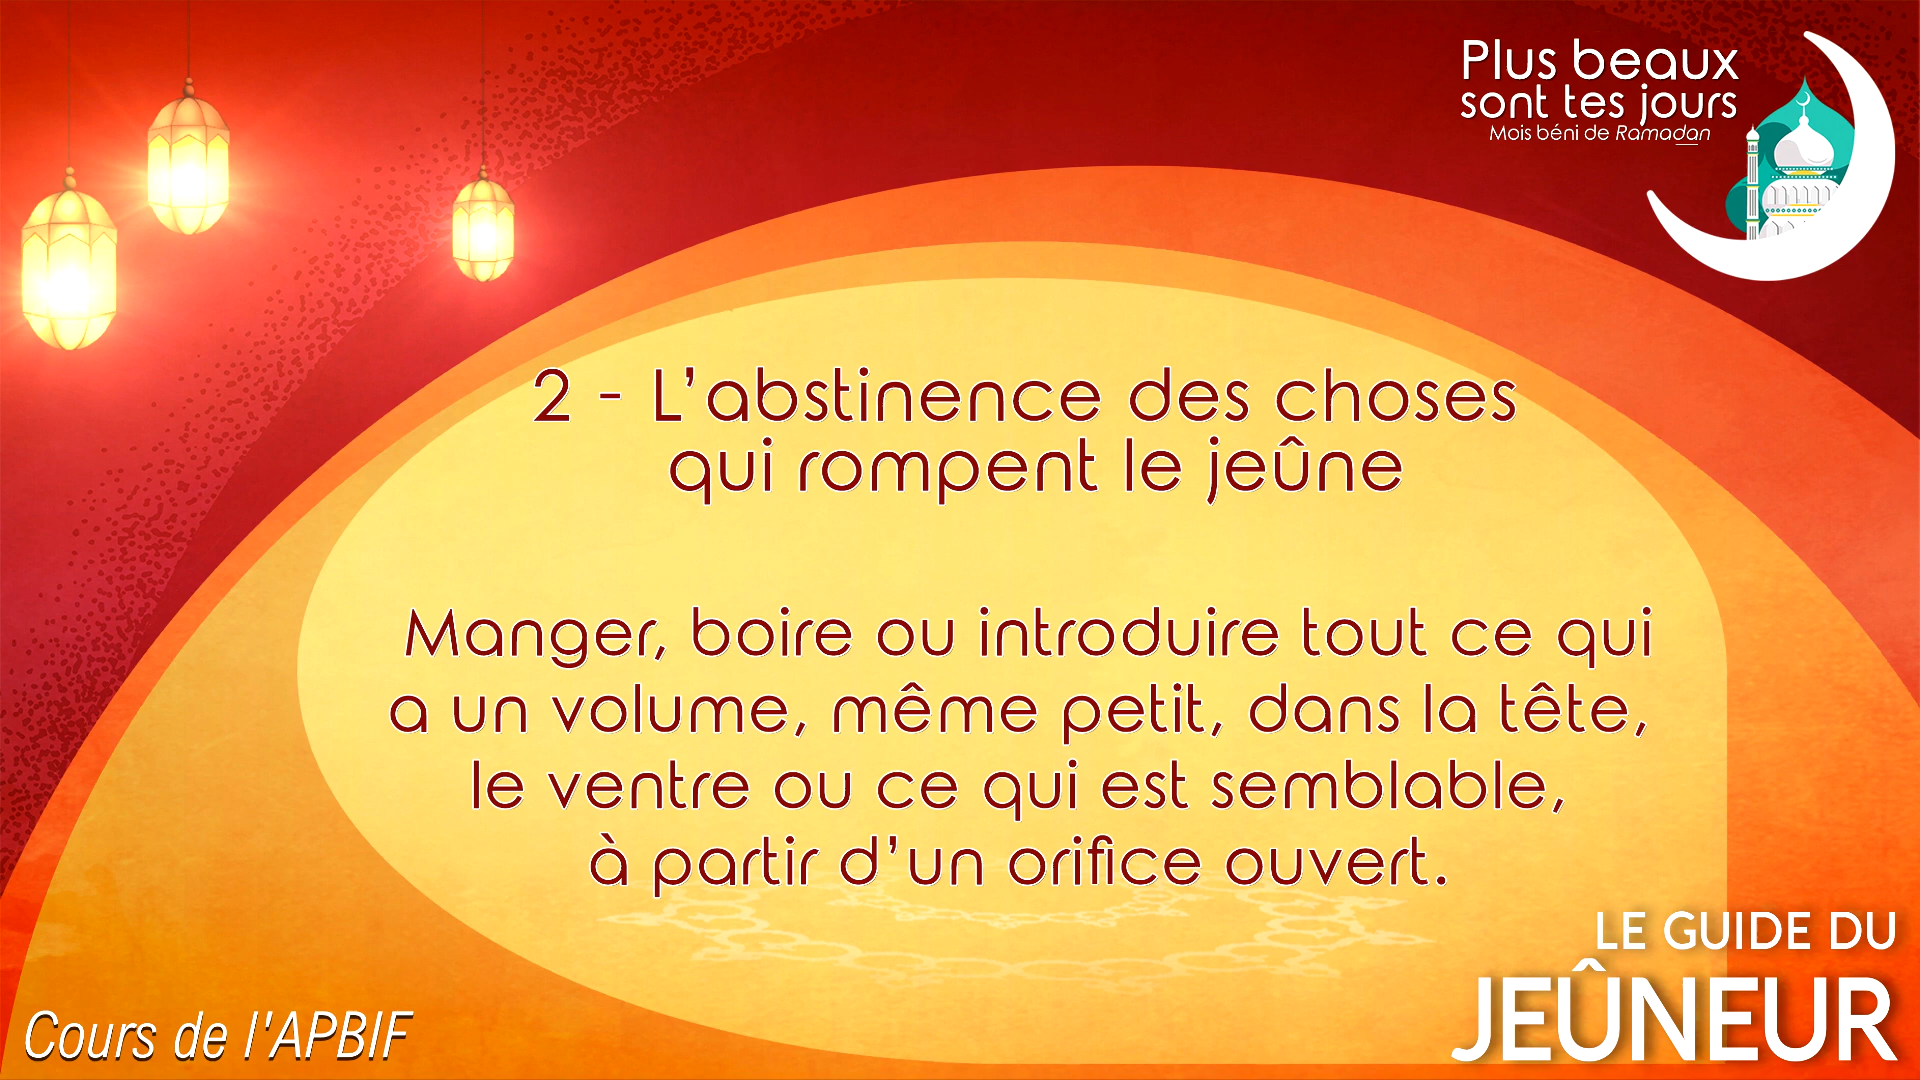 Plus beaux
sont tes jours
Mois béni de Ramadan
2 - L’abstinence des choses
qui rompent le jeûne
Manger, boire ou introduire tout ce qui
a un volume, même petit, dans la tête,
le ventre ou ce qui est semblable,
à partir d’un orifice ouvert.
LE GUIDE DU
JEÛNEUR
Cours de l'APBIF